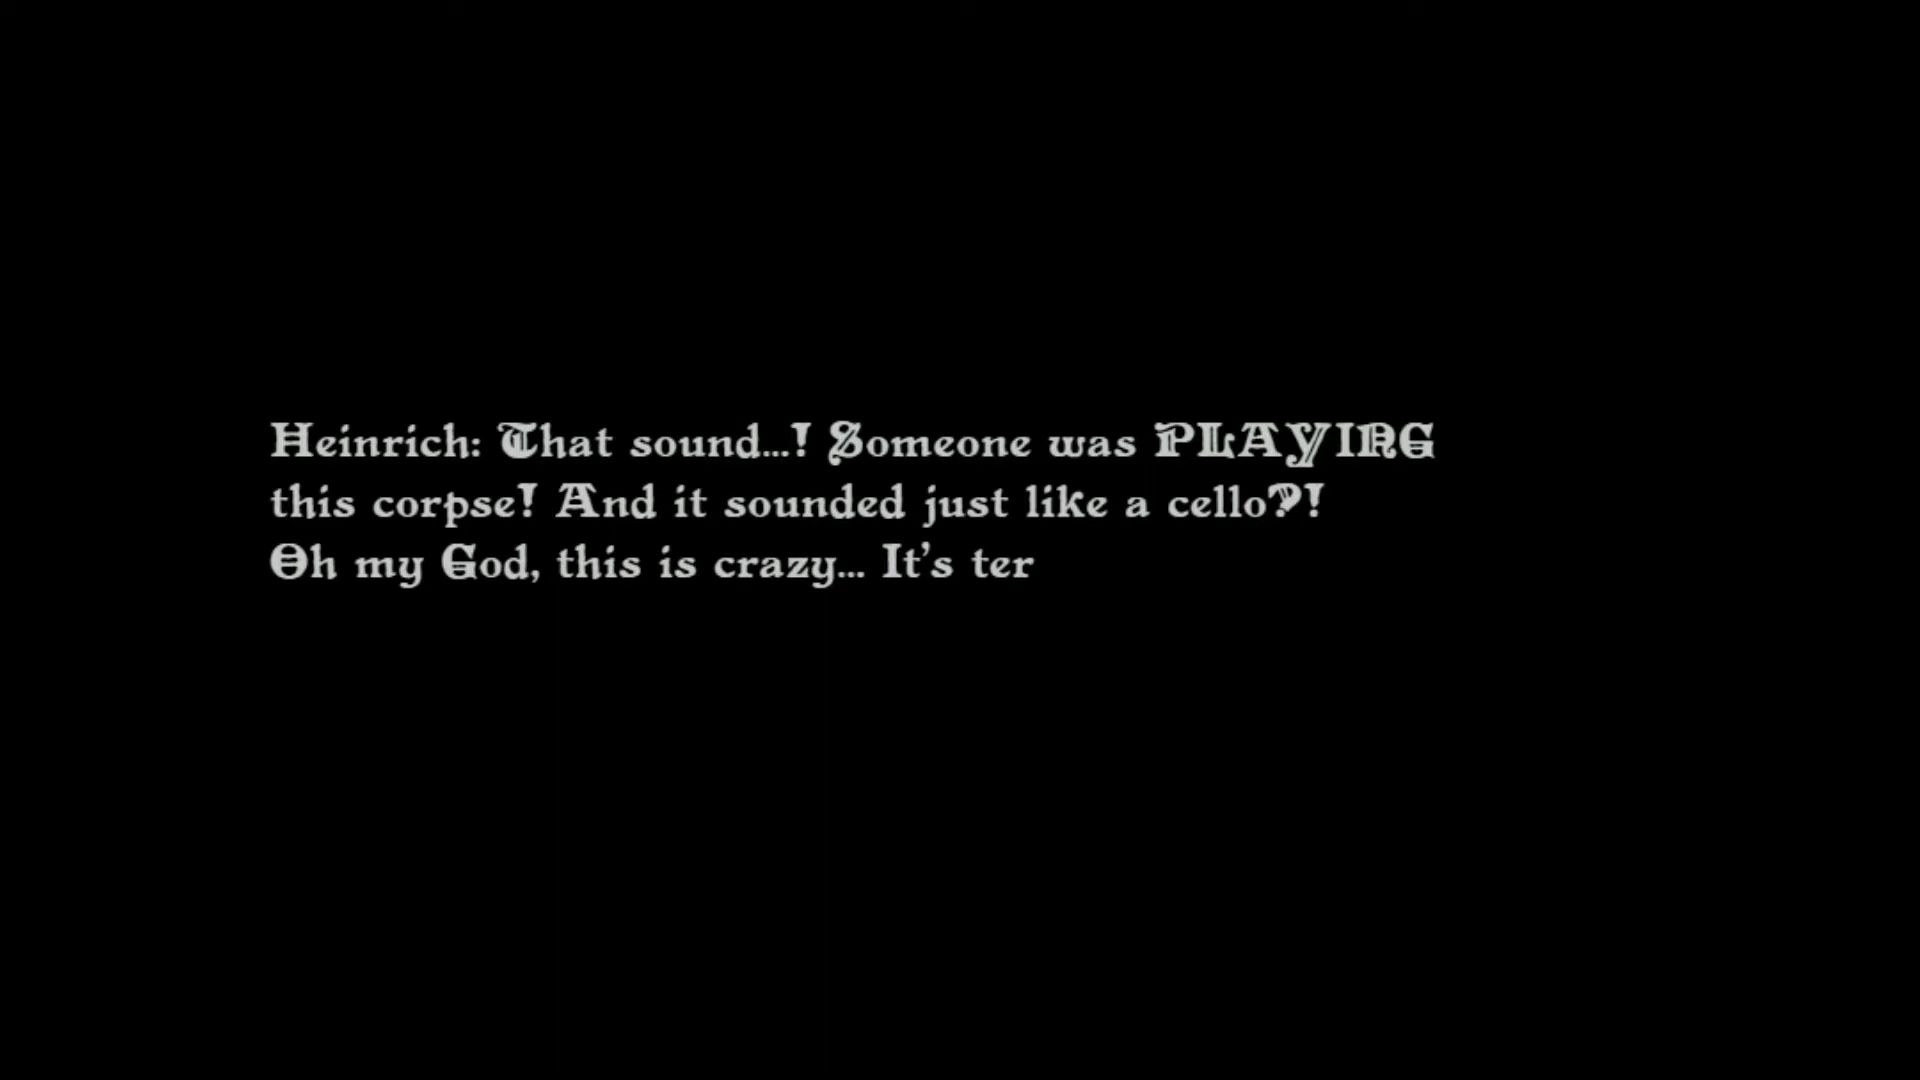 Heinrich: That sound...! Someone was PLAYING
this corpse! And it sounded just like a cello?!
Oh my God, this is crazy... It's ter